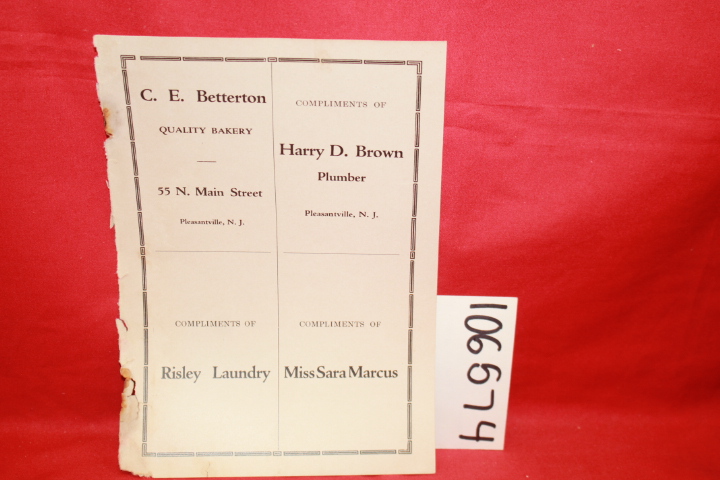 C. E. Betterton
QUALITY BAKERY
55 N. Main Street
Pleasantville, N. J.
COMPLIMENTS OF
Harry D. Brown
Plumber
Pleasantville, N. J.
COMPLIMENTS OF
Risley Laundry
COMPLIMENTS OF
Miss Sara Marcus
106574